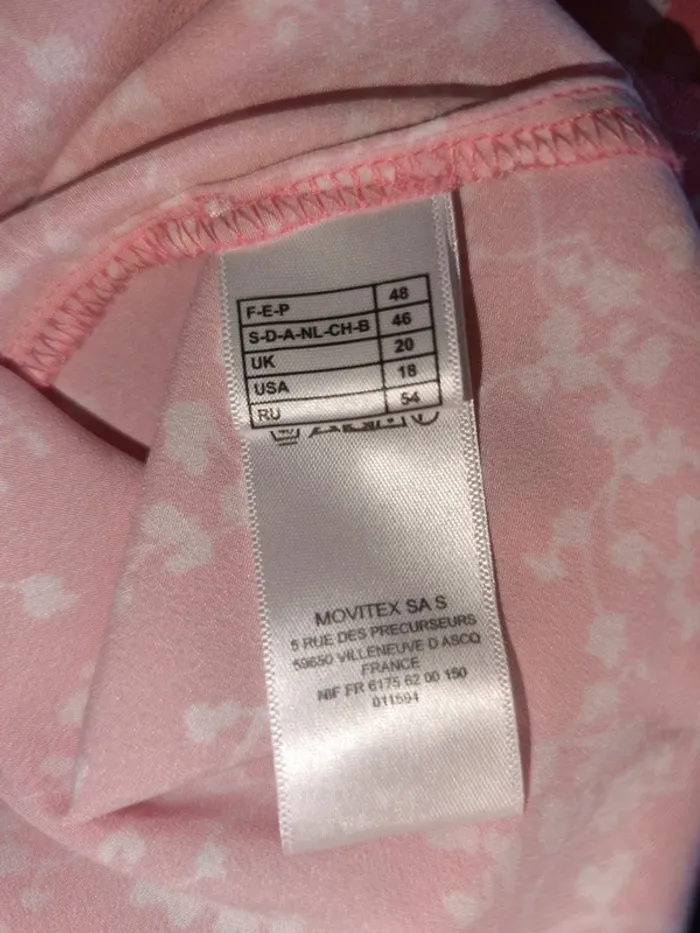 F-E-P 48
S-D-A-NL-CH-B 46
UK 20
USA 18
RU 54
MOVITEX SA S
5 RUE DES PRECURSEURS
59650 VILLENEUVE D ASCQ
FRANCE
NIF FR 6175 62 00 150
011594